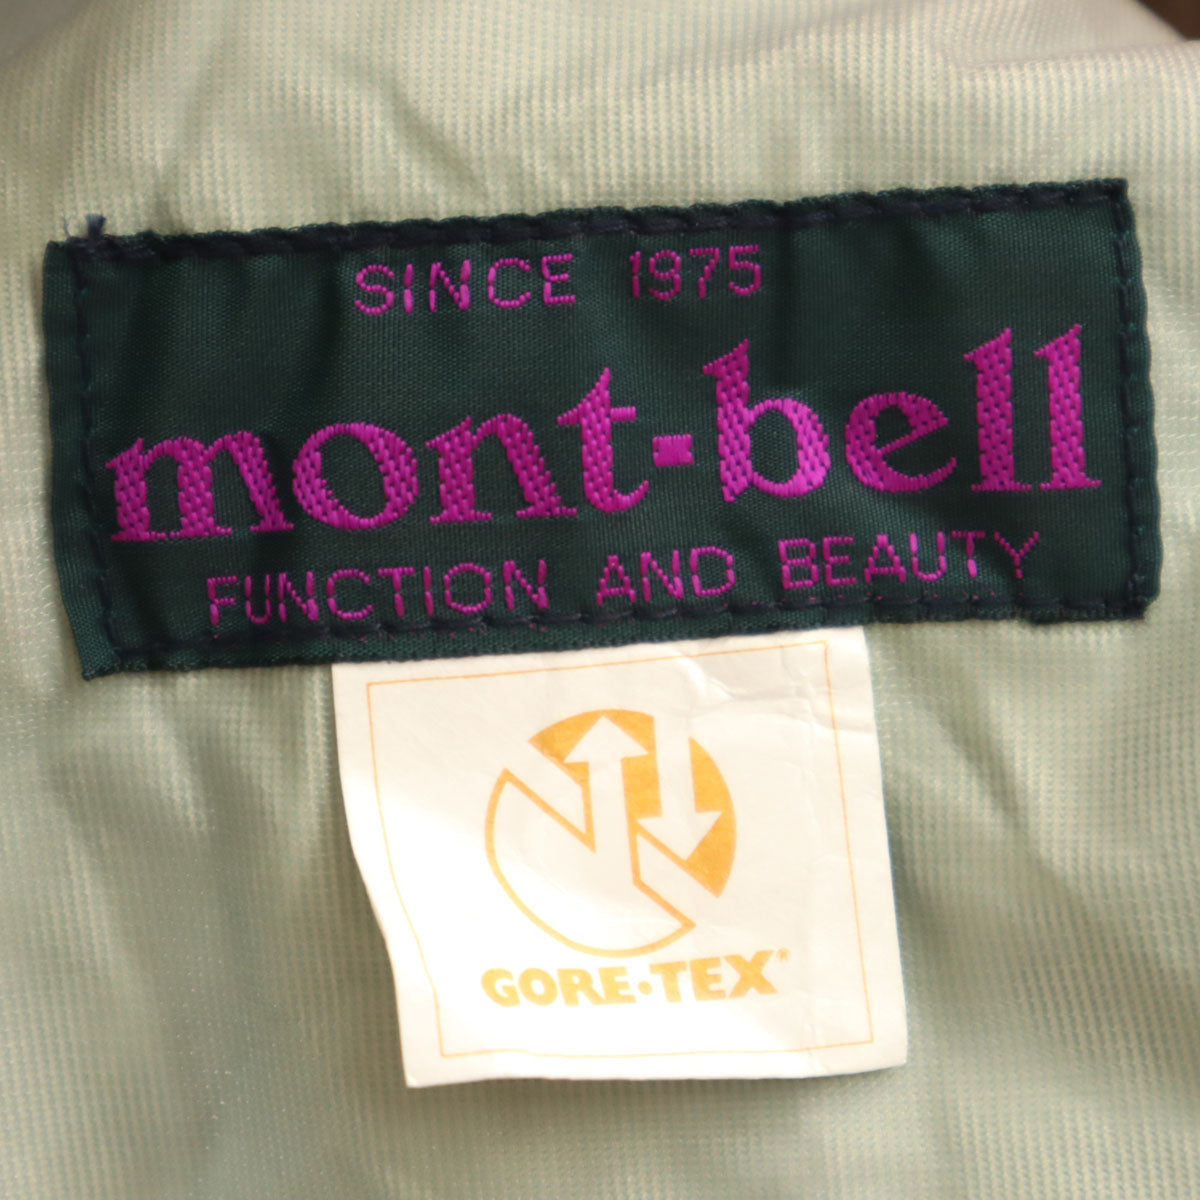 SINCE 1975
mont-bell
FUNCTION AND BEAUTY
GORE-TEX®